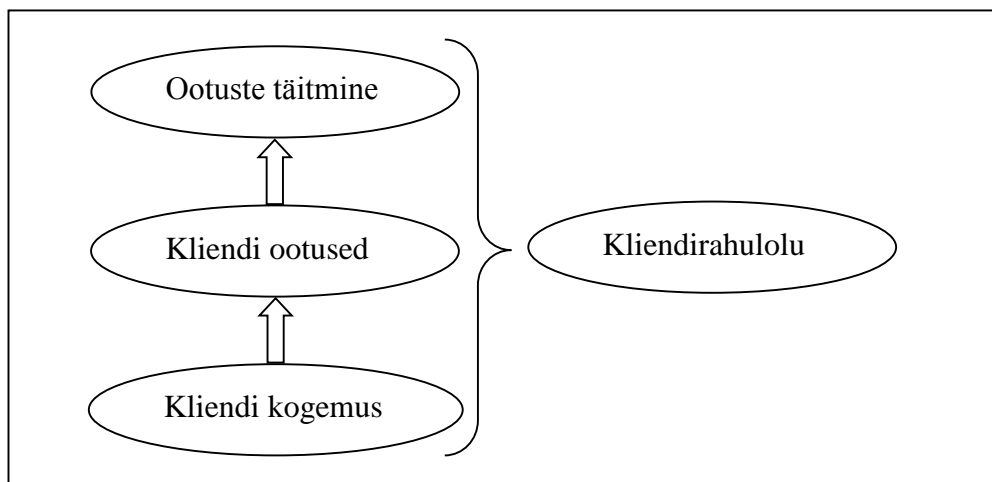 Ootuste täitmine
Kliendi ootused
Kliendirahulolu
Kliendi kogemus